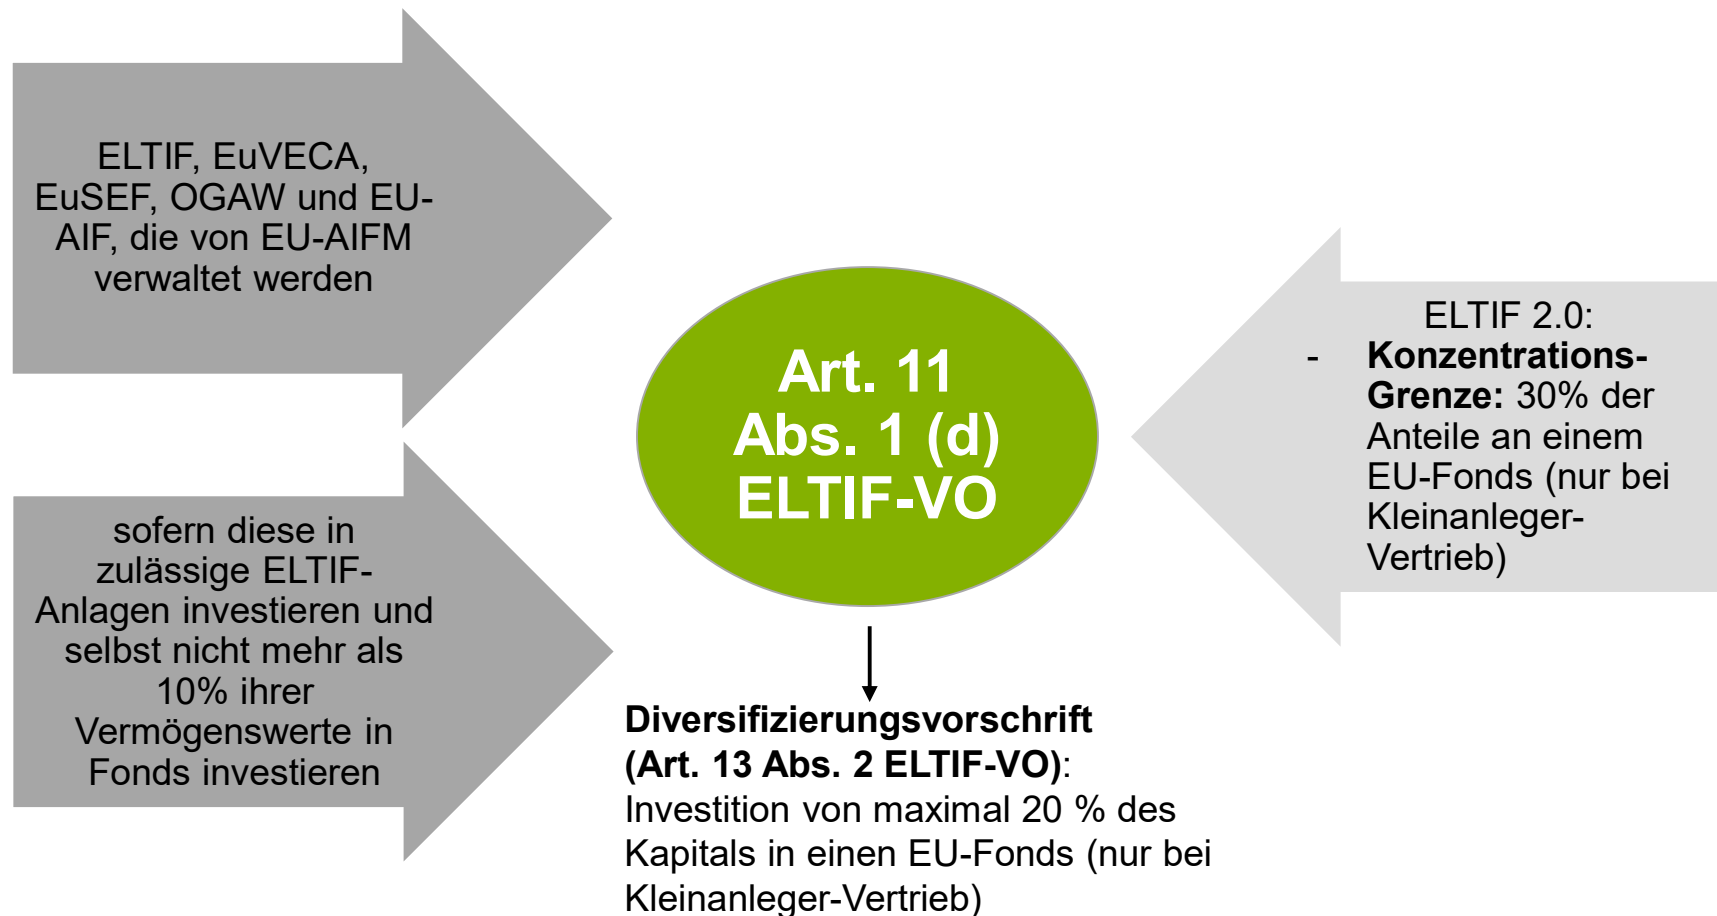 ELTIF, EuVECA,
EuSEF, OGAW und EU-
AIF, die von EU-AIFM
verwaltet werden
sofern diese in
zulässige ELTIF-
Anlagen investieren und
selbst nicht mehr als
10% ihrer
Vermögenswerte in
Fonds investieren
Art. 11
Abs. 1 (d)
ELTIF-VO
Diversifizierungsvorschrift
(Art. 13 Abs. 2 ELTIF-VO):
Investition von maximal 20 % des
Kapitals in einen EU-Fonds (nur bei
Kleinanleger-Vertrieb)
ELTIF 2.0:
- Konzentrations-
Grenze: 30% der
Anteile an einem
EU-Fonds (nur bei
Kleinanleger-
Vertrieb)